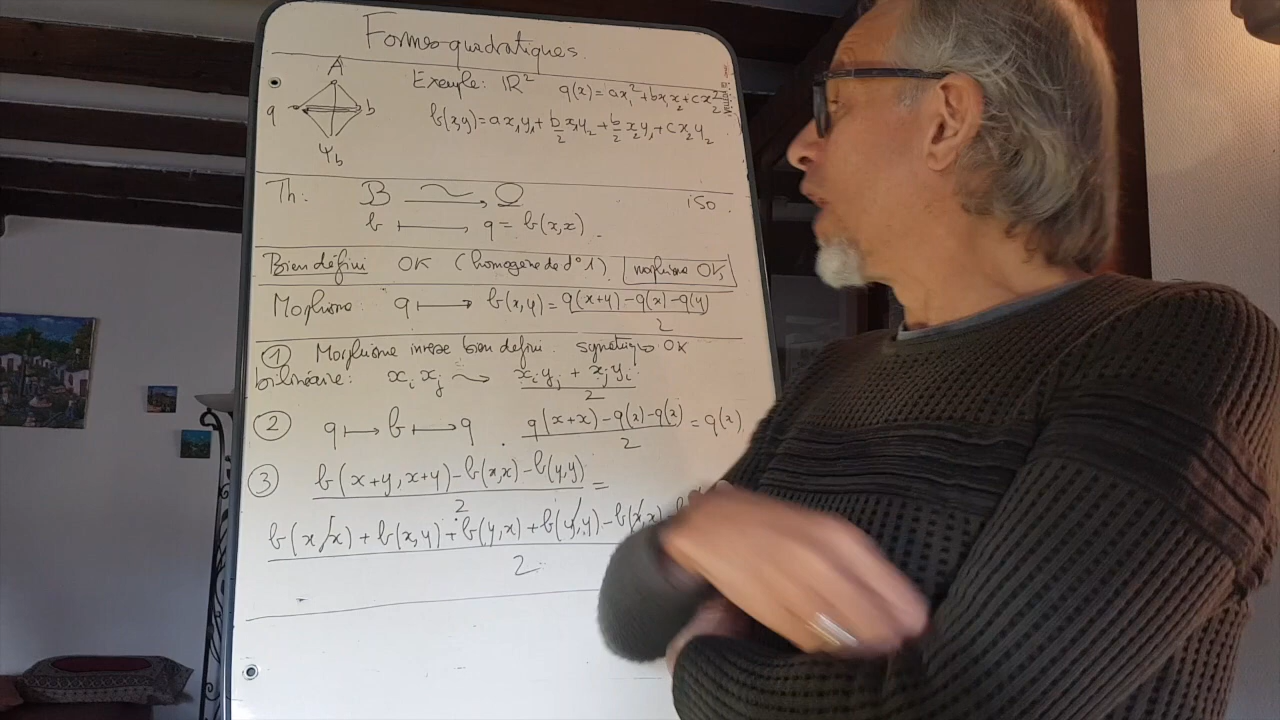 Formes quadratiques
A
q
b
Ψb
Exemple: ℝ² q(x)=ax₁²+bx₁x₂+cx₂²
b(x,y)=ax₁y₁+b/2 x₁y₂+b/2 x₂y₁+cx₂y₂
Th: B ⥲ Q iso.
b ⟼ q = b(x,x).
Bien défini OK (homogène de d°1) morphisme OK
Morphisme q ⟼ b(x,y)=(q(x+y)-q(x)-q(y))/2
① Morphisme inverse bien défini. symétrique OK
bilinéaire: xᵢxⱼ ⇝ (xᵢyⱼ + xⱼyᵢ)/2
② q ⟼ b ⟼ q . (q(x+x)-q(x)-q(x))/2 = q(x)
③ (b(x+y,x+y)-b(x,x)-b(y,y))/2 =
(b(x,x)+b(x,y)+b(y,x)+b(y,y)-b(x,x)-b)/2